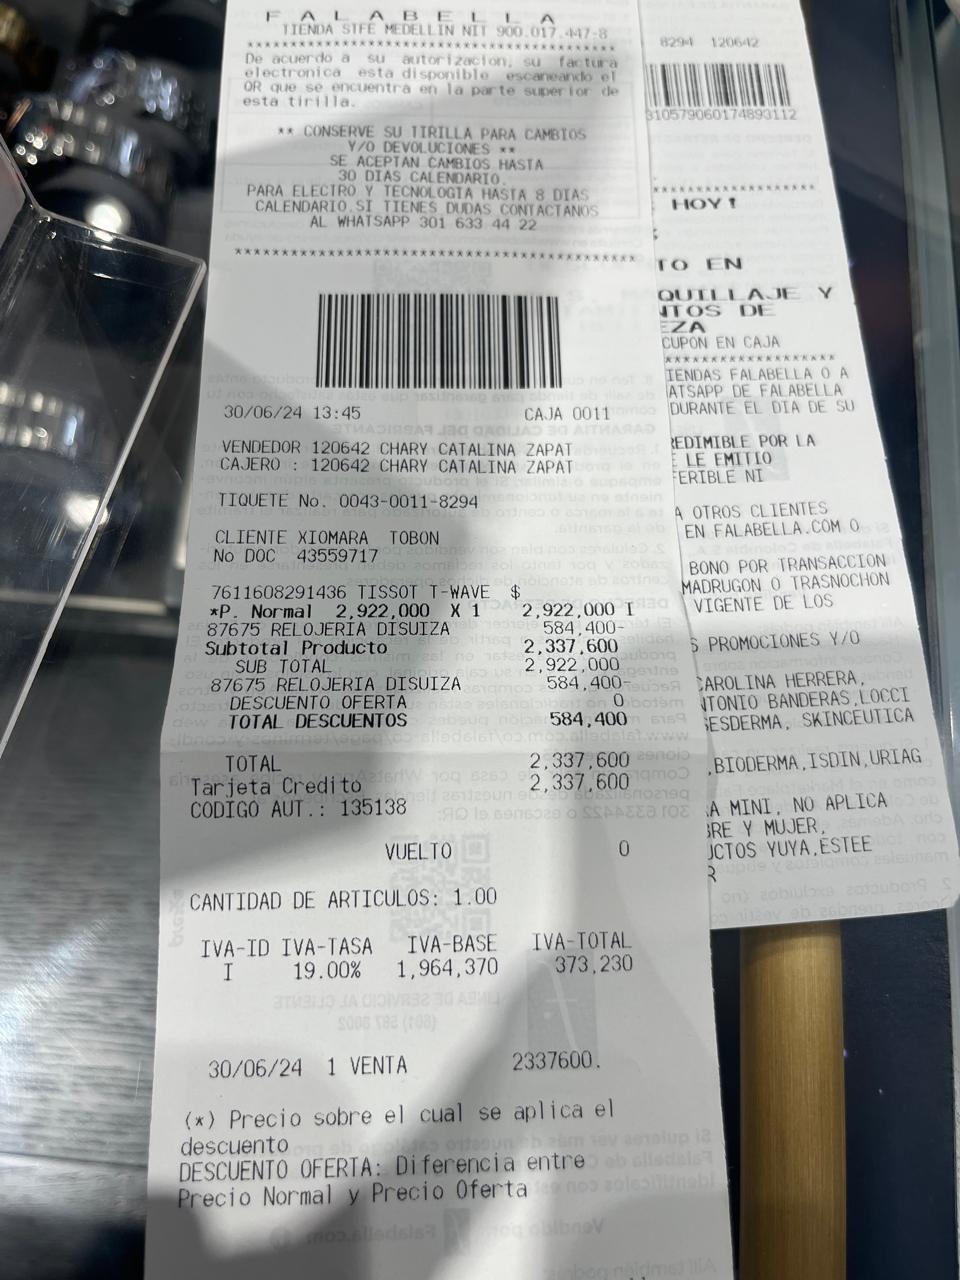 F A L A B E L L A
TIENDA STFE MEDELLIN NIT 900.017.447-8
****************************************
De acuerdo a su autorizacion, su factura
electronica esta disponible escaneando el
QR que se encuentra en la parte superior de
esta tirilla.
** CONSERVE SU TIRILLA PARA CAMBIOS
Y/O DEVOLUCIONES **
SE ACEPTAN CAMBIOS HASTA
30 DIAS CALENDARIO.
PARA ELECTRO Y TECNOLOGIA HASTA 8 DIAS
CALENDARIO.SI TIENES DUDAS CONTACTANOS
AL WHATSAPP 301 633 44 22
****************************************
30/06/24 13:45 CAJA 0011
VENDEDOR 120642 CHARY CATALINA ZAPAT
CAJERO : 120642 CHARY CATALINA ZAPAT
TIQUETE No. 0043-0011-8294
CLIENTE XIOMARA TOBON
No DOC 43559717
7611608291436 TISSOT T-WAVE $
*P. Normal 2,922,000 X 1 2,922,000 I
87675 RELOJERIA DISUIZA 584,400-
Subtotal Producto 2,337,600
SUB TOTAL 2,922,000
87675 RELOJERIA DISUIZA 584,400-
DESCUENTO OFERTA 0
TOTAL DESCUENTOS 584,400
TOTAL 2,337,600
Tarjeta Credito 2,337,600
CODIGO AUT.: 135138
VUELTO 0
CANTIDAD DE ARTICULOS: 1.00
IVA-ID IVA-TASA IVA-BASE IVA-TOTAL
I 19.00% 1,964,370 373,230
30/06/24 1 VENTA 2337600.
(*) Precio sobre el cual se aplica el
descuento
DESCUENTO OFERTA: Diferencia entre
Precio Normal y Precio Oferta
8294 120642
310579060174893112
HOY!
TO EN
QUILLAJE Y
TOS DE
EZA
CUPON EN CAJA
IENDAS FALABELLA O A
ATSAPP DE FALABELLA
DURANTE EL DIA DE SU
REDIMIBLE POR LA
E LE EMITIO
FERIBLE NI
A OTROS CLIENTES
EN FALABELLA.COM O
BONO POR TRANSACCION
MADRUGON O TRASNOCHON
VIGENTE DE LOS
S PROMOCIONES Y/O
CAROLINA HERRERA,
NTONIO BANDERAS,LOCCI
SESDERMA, SKINCEUTICA
,BIODERMA,ISDIN,URIAG
A MINI, NO APLICA
BRE Y MUJER,
UCTOS YUYA,ESTEE
R